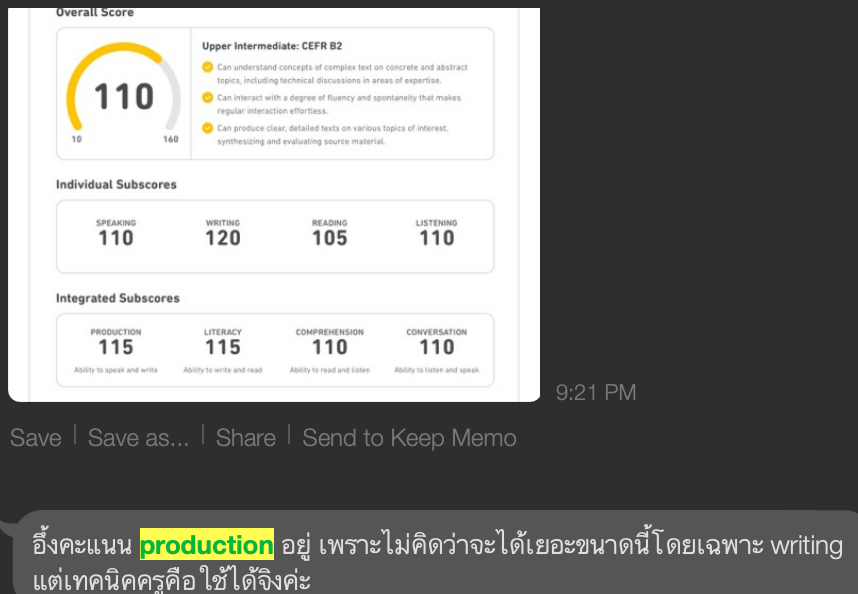 Overall Score
110
10
160
Upper Intermediate: CEFR B2
Can understand concepts of complex text on concrete and abstract
topics, including technical discussions in areas of expertise.
Can interact with a degree of fluency and spontaneity that makes
regular interaction effortless.
Can produce clear, detailed texts on various topics of interest,
synthesizing and evaluating source material.
Individual Subscores
SPEAKING WRITING READING LISTENING
110 120 105 110
Integrated Subscores
PRODUCTION LITERACY COMPREHENSION CONVERSATION
115 115 110 110
Ability to speak and write Ability to write and read Ability to read and listen Ability to listen and speak
9:21 PM
Save Save as... Share Send to Keep Memo
อึ้งคะแนน production อยู่ เพราะไม่คิดว่าจะได้เยอะขนาดนี้โดยเฉพาะ writing
แต่เทคนิคครูคือ ใช้ได้จิงค่ะ